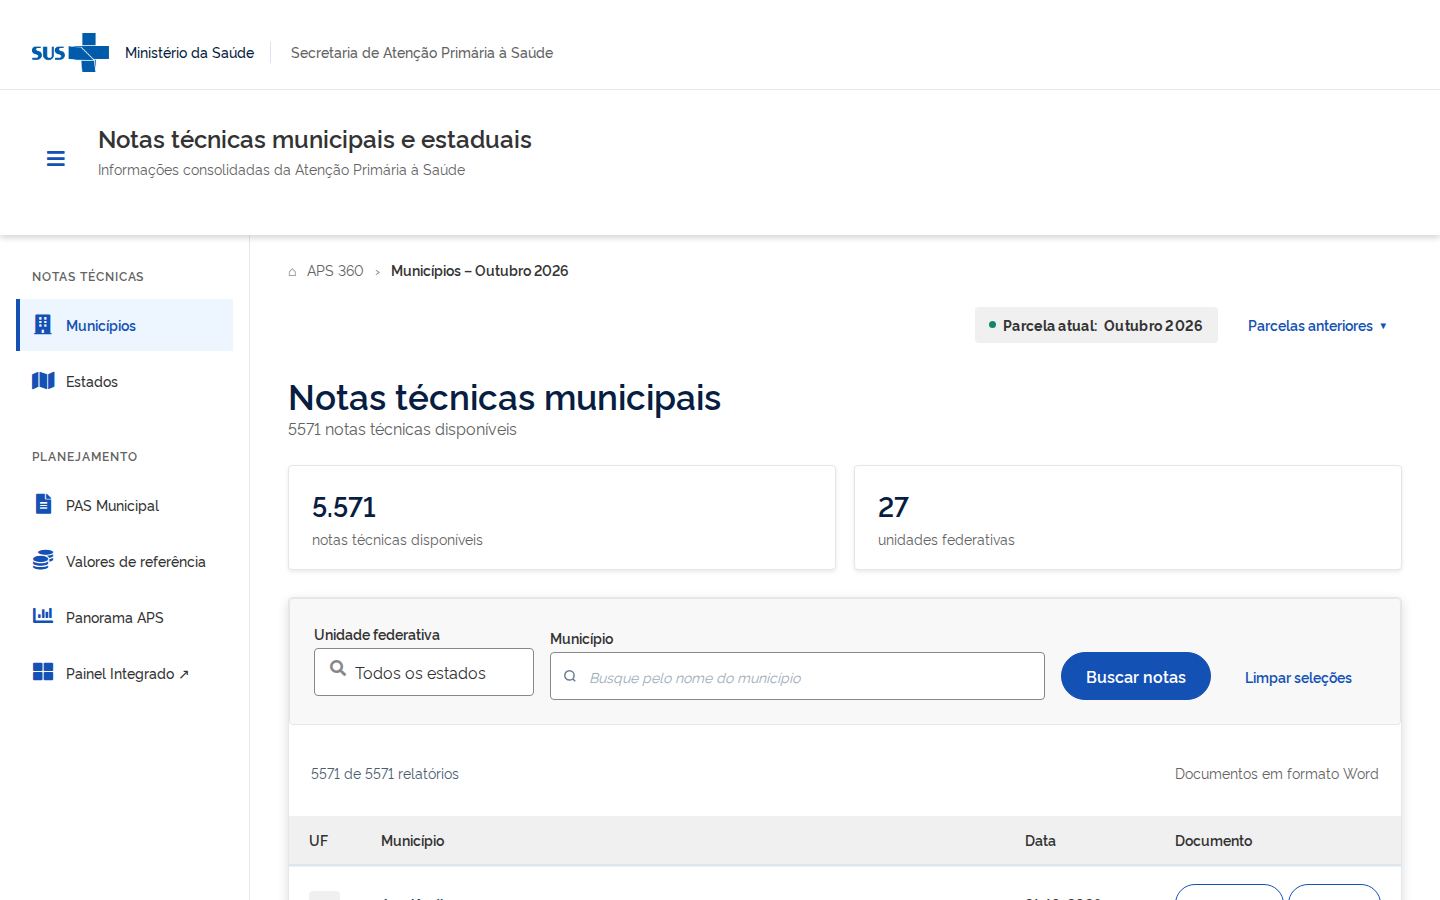 SUS Ministério da Saúde Secretaria de Atenção Primária à Saúde
Notas técnicas municipais e estaduais
Informações consolidadas da Atenção Primária à Saúde
NOTAS TÉCNICAS
Municípios
Estados
PLANEJAMENTO
PAS Municipal
Valores de referência
Panorama APS
Painel Integrado ↗
⌂ APS 360 › Municípios – Outubro 2026
Parcela atual: Outubro 2026 Parcelas anteriores ▾
Notas técnicas municipais
5571 notas técnicas disponíveis
5.571
notas técnicas disponíveis
27
unidades federativas
Unidade federativa
Todos os estados
Município
Busque pelo nome do município
Buscar notas
Limpar seleções
5571 de 5571 relatórios
Documentos em formato Word
UF Município Data Documento